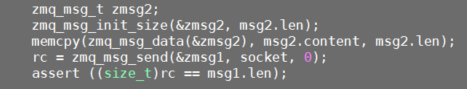 zmq_msg_t zmsg2;
zmq_msg_init_size(&zmsg2, msg2.len);
memcpy(zmq_msg_data(&zmsg2), msg2.content, msg2.len);
rc = zmq_msg_send(&zmsg1, socket, 0);
assert ((size_t)rc == msg1.len);